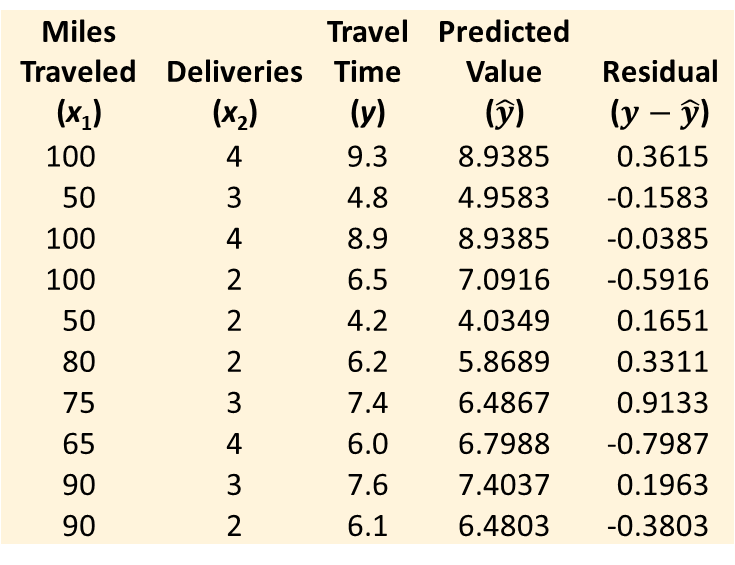 Miles Travel Predicted
Traveled Deliveries Time Value Residual
(x₁) (x₂) (y) (ŷ) (y − ŷ)
100 4 9.3 8.9385 0.3615
50 3 4.8 4.9583 -0.1583
100 4 8.9 8.9385 -0.0385
100 2 6.5 7.0916 -0.5916
50 2 4.2 4.0349 0.1651
80 2 6.2 5.8689 0.3311
75 3 7.4 6.4867 0.9133
65 4 6.0 6.7988 -0.7987
90 3 7.6 7.4037 0.1963
90 2 6.1 6.4803 -0.3803